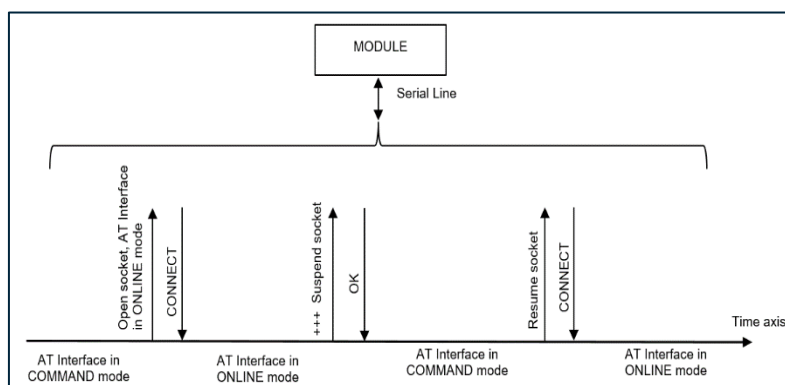 MODULE
Serial Line
Open socket, AT Interface
in ONLINE mode
CONNECT
+++ Suspend socket
OK
Resume socket
CONNECT
Time axis
AT Interface in
COMMAND mode
AT Interface in
ONLINE mode
AT Interface in
COMMAND mode
AT Interface in
ONLINE mode